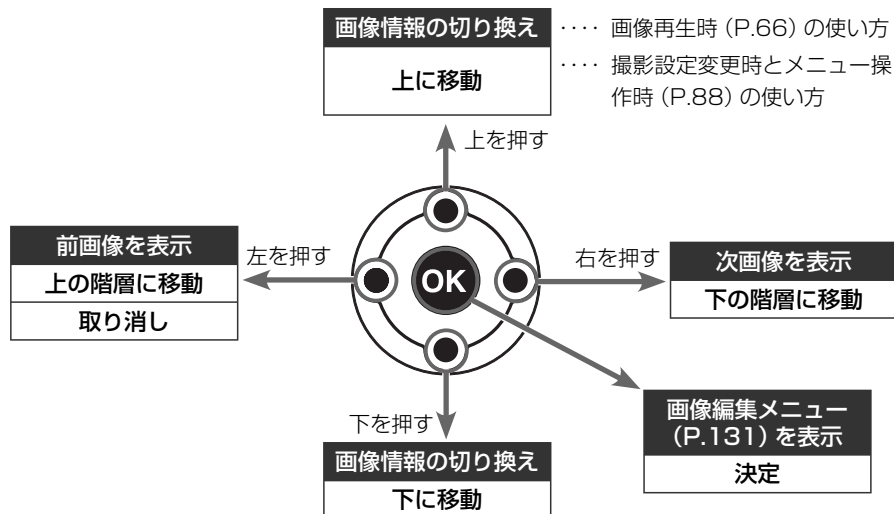 画像情報の切り換え
上に移動
‥‥ 画像再生時（P.66）の使い方
‥‥ 撮影設定変更時とメニュー操
作時（P.88）の使い方
上を押す
前画像を表示
上の階層に移動
取り消し
左を押す
OK
右を押す
次画像を表示
下の階層に移動
下を押す
画像情報の切り換え
下に移動
画像編集メニュー
（P.131）を表示
決定